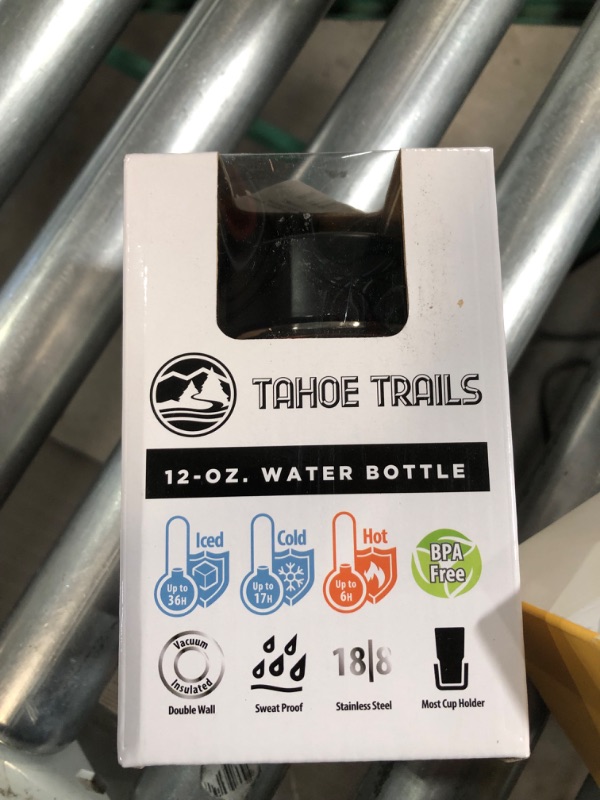 TAHOE TRAILS
12-OZ. WATER BOTTLE
Iced
Up to
36H
Cold
Up to
17H
Hot
Up to
6H
BPA
Free
Vacuum
Insulated
Double Wall
Sweat Proof
18|8
Stainless Steel
Most Cup Holder